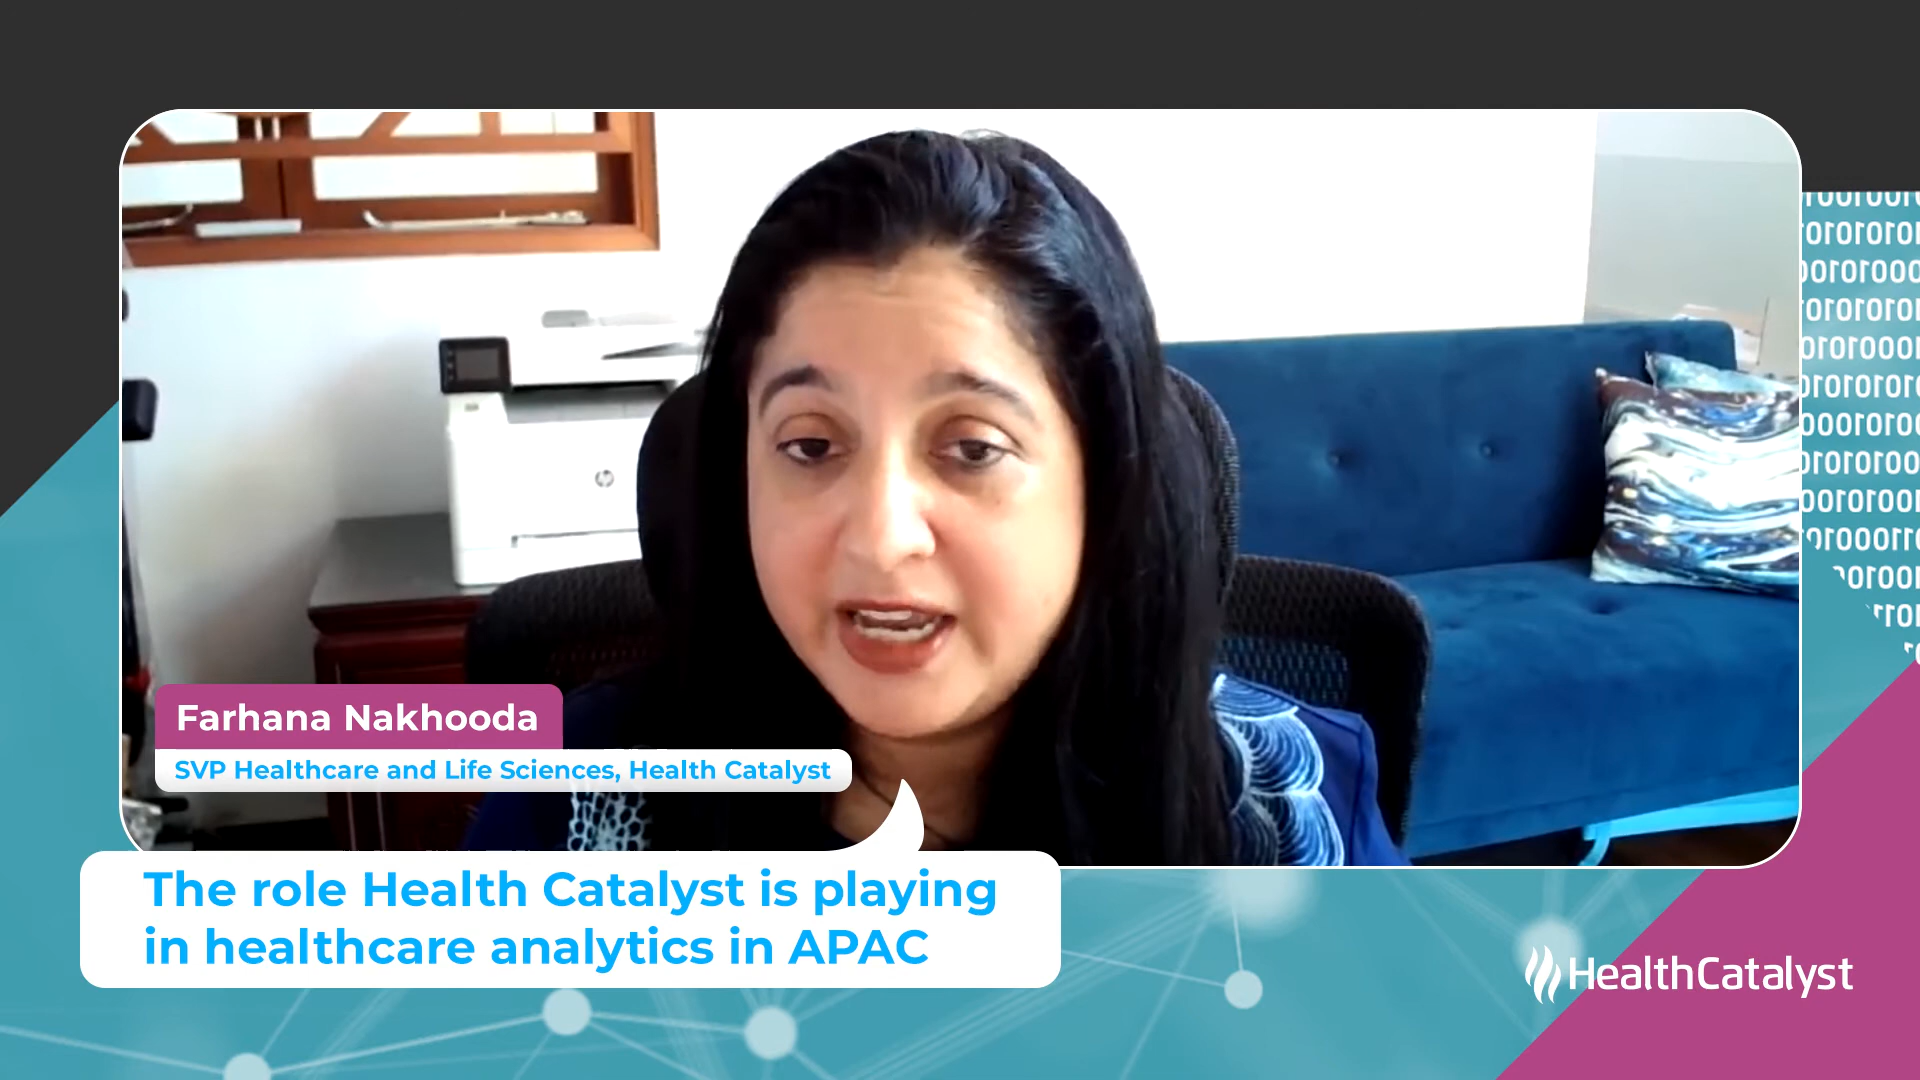 Farhana Nakhooda
SVP Healthcare and Life Sciences, Health Catalyst
The role Health Catalyst is playing
in healthcare analytics in APAC
HealthCatalyst
hp